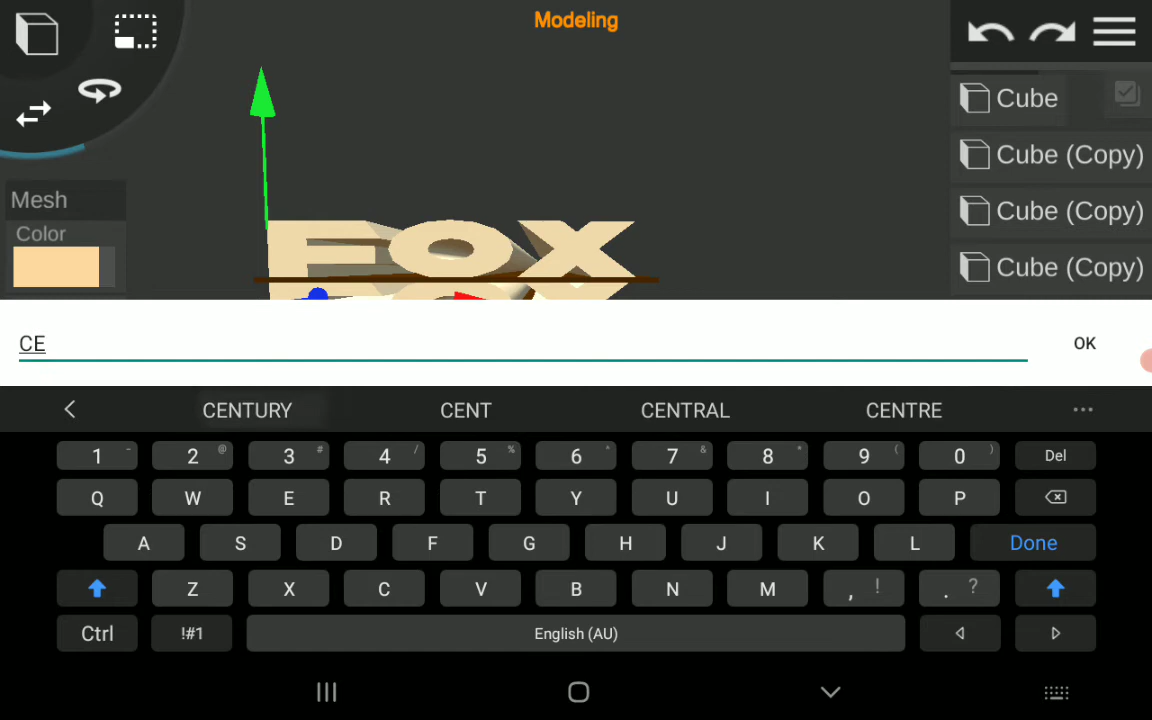 Modeling
Cube
Cube (Copy)
Cube (Copy)
Cube (Copy)
Mesh
Color
FOX
CE
OK
CENTURY CENT CENTRAL CENTRE ...
1 - 2 @ 3 # 4 / 5 % 6 ^ 7 & 8 * 9 ( 0 ) Del
Q W E R T Y U I O P
A S D F G H J K L Done
Z X C V B N M , ! . ?
Ctrl !#1 English (AU)